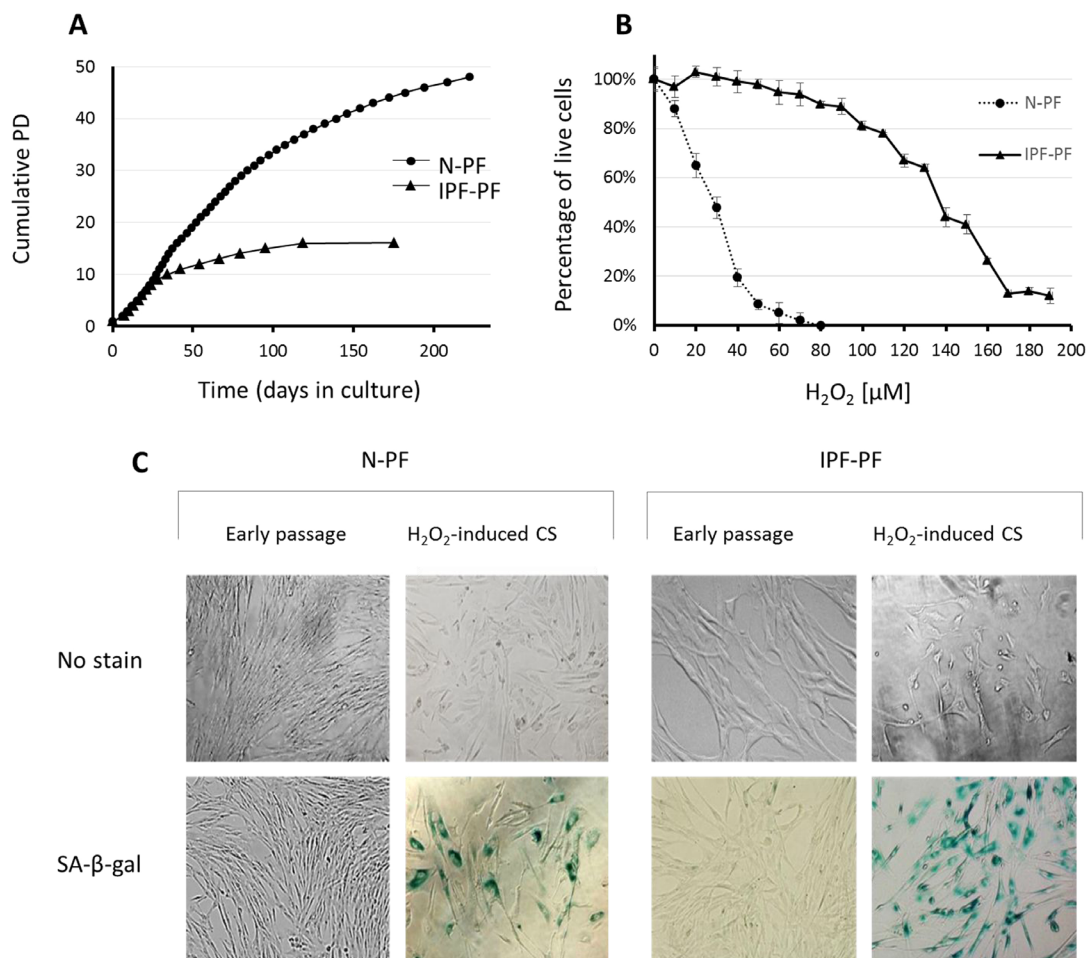 A
Cumulative PD
50
40
30
20
10
0
0 50 100 150 200
Time (days in culture)
N-PF
IPF-PF
B
Percentage of live cells
100%
80%
60%
40%
20%
0%
0 20 40 60 80 100 120 140 160 180 200
H₂O₂ [µM]
N-PF
IPF-PF
C
N-PF IPF-PF
Early passage H₂O₂-induced CS Early passage H₂O₂-induced CS
No stain
SA-β-gal